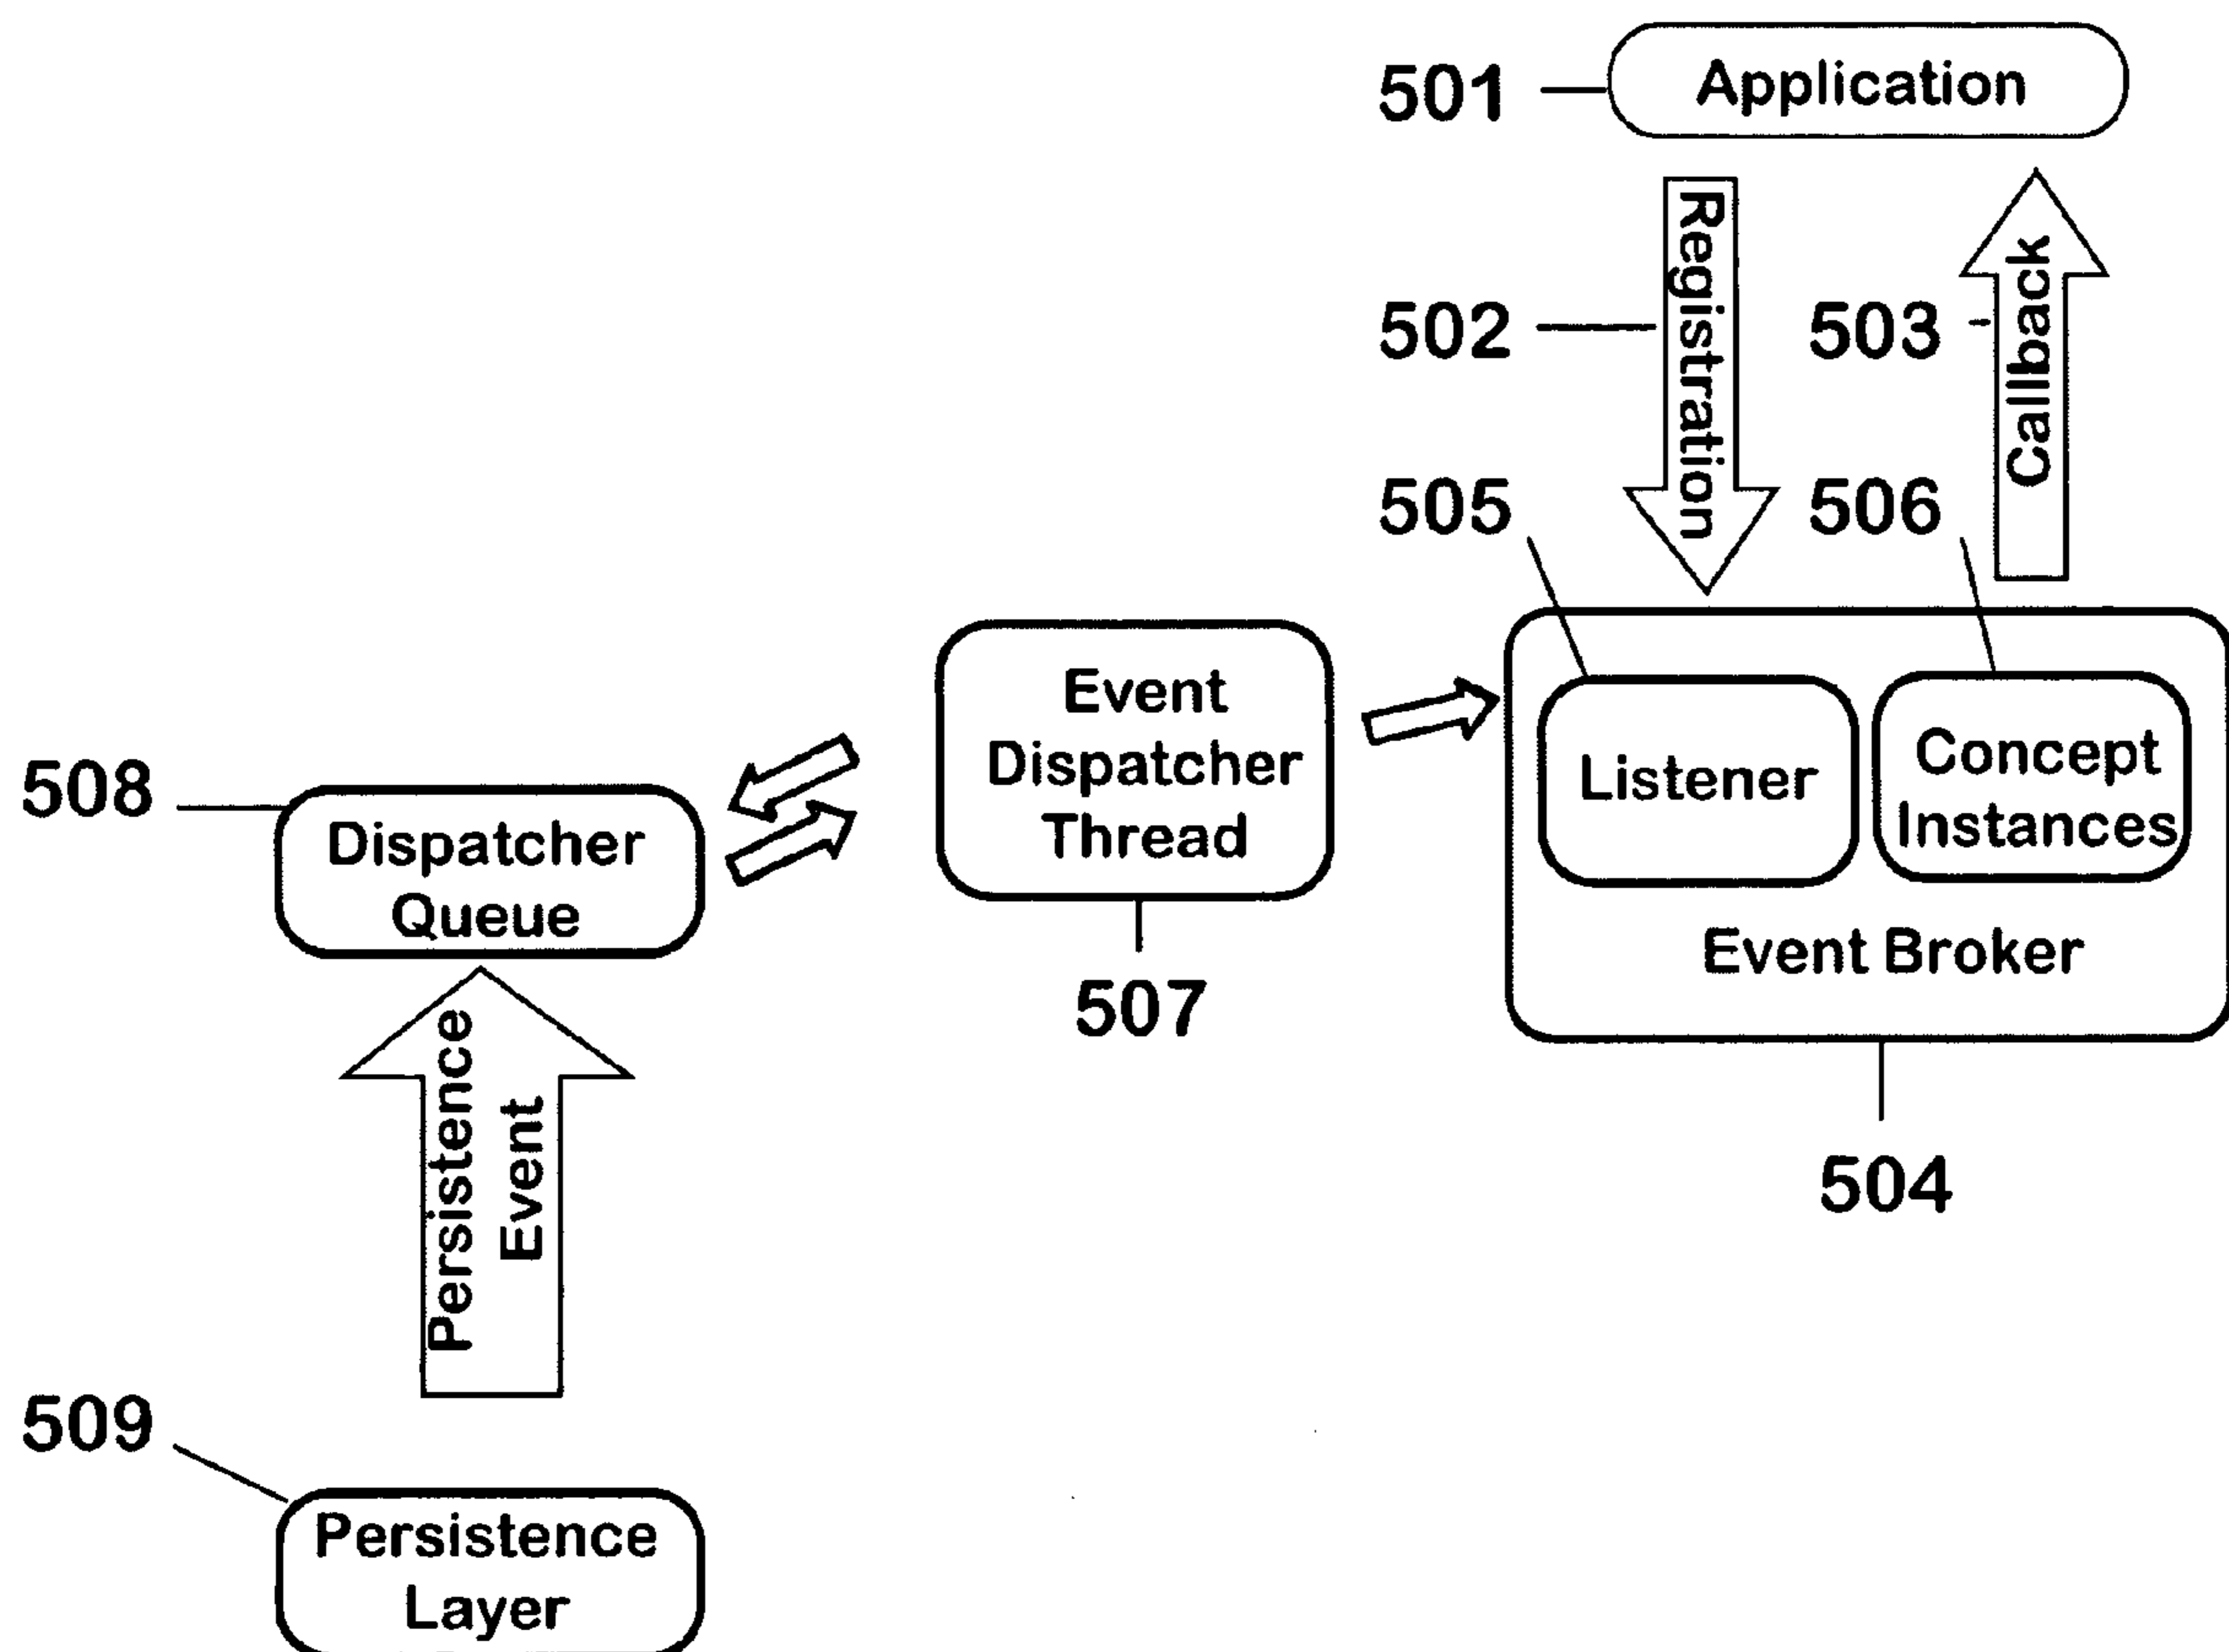 501
Application
Registration
Callback
502
503
505
506
Event
Dispatcher
Thread
Listener
Concept
Instances
508
Dispatcher
Queue
Event Broker
507
504
Persistence
Event
509
Persistence
Layer